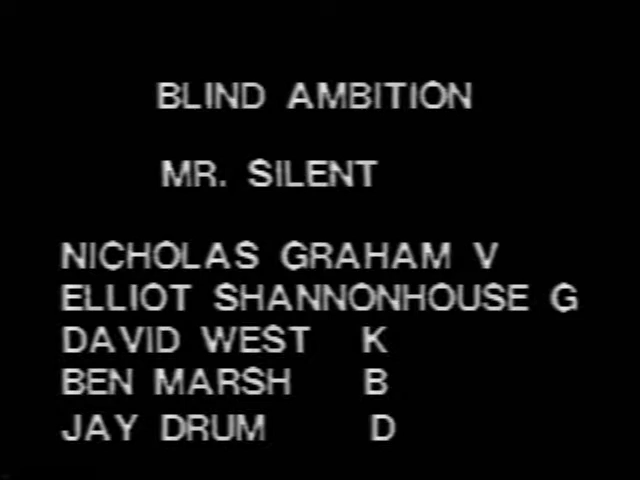 BLIND AMBITION
MR. SILENT
NICHOLAS GRAHAM V
ELLIOT SHANNONHOUSE G
DAVID WEST K
BEN MARSH B
JAY DRUM D